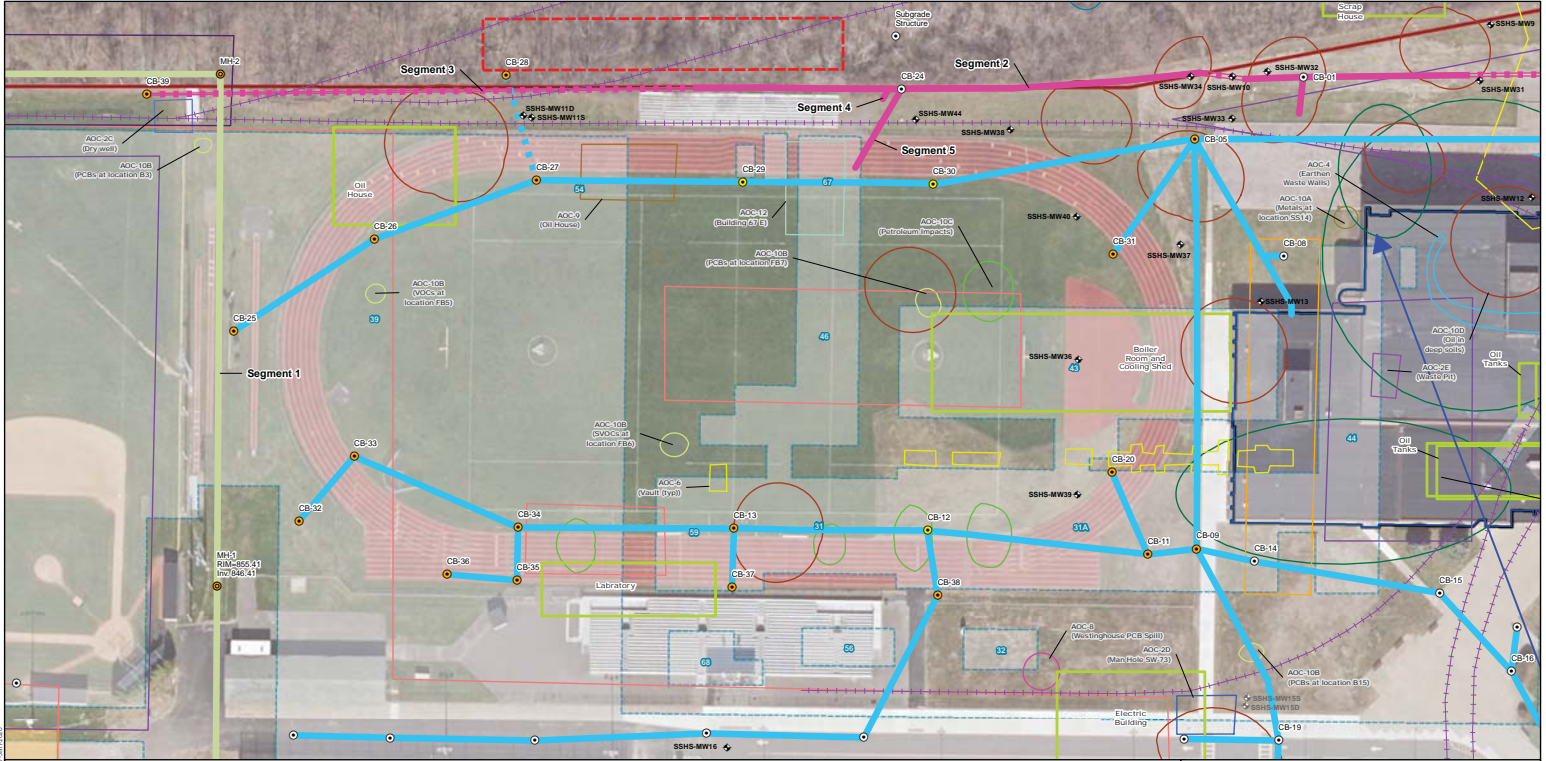 Scrap
House
Subgrade
Structure
SSHS-MW9
MH-2
CB-28
Segment 3
Segment 2
SSHS-MW32
CB-39
CB-24
CB-01
SSHS-MW34
SSHS-MW10
SSHS-MW31
Segment 4
SSHS-MW11D
SSHS-MW11S
SSHS-MW44
SSHS-MW33
SSHS-MW38
AOC-2C
(Dry well)
CB-05
Segment 5
AOC-10B
(PCBs at location B3)
CB-27
CB-29
CB-30
AOC-4
(Earthen
Waste Walls)
Oil
House
54
67
AOC-9
(Oil House)
AOC-12
(Building 67 E)
AOC-10C
(Petroleum Impacts)
SSHS-MW40
AOC-10A
(Metals at
location SS14)
SSHS-MW12
CB-26
CB-31
SSHS-MW37
CB-08
AOC-10B
(PCBs at location FB7)
AOC-10B
(VOCs at
location FB5)
SSHS-MW13
CB-25
39
46
AOC-10D
(Oil in
deep soils)
SSHS-MW36
43
Boiler
Room and
Cooling Shed
Oil
Tanks
Segment 1
AOC-2E
(Waste Pit)
AOC-10B
(SVOCs at
location FB6)
44
Oil
Tanks
CB-33
CB-20
AOC-6
(Vault (typ))
SSHS-MW39
CB-32
CB-34
CB-13
CB-12
59
31
31A
CB-11
CB-09
CB-14
MH-1
RIM=855.41
Inv. 846.41
CB-36
CB-35
CB-37
CB-38
CB-15
Labratory
AOC-8
(Westinghouse PCB Spill)
AOC-2D
(Man Hole SW-73)
68
56
32
CB-16
AOC-10B
(PCBs at location B15)
SSHS-MW15S
SSHS-MW15D
Electric
Building
CB-19
SSHS-MW16